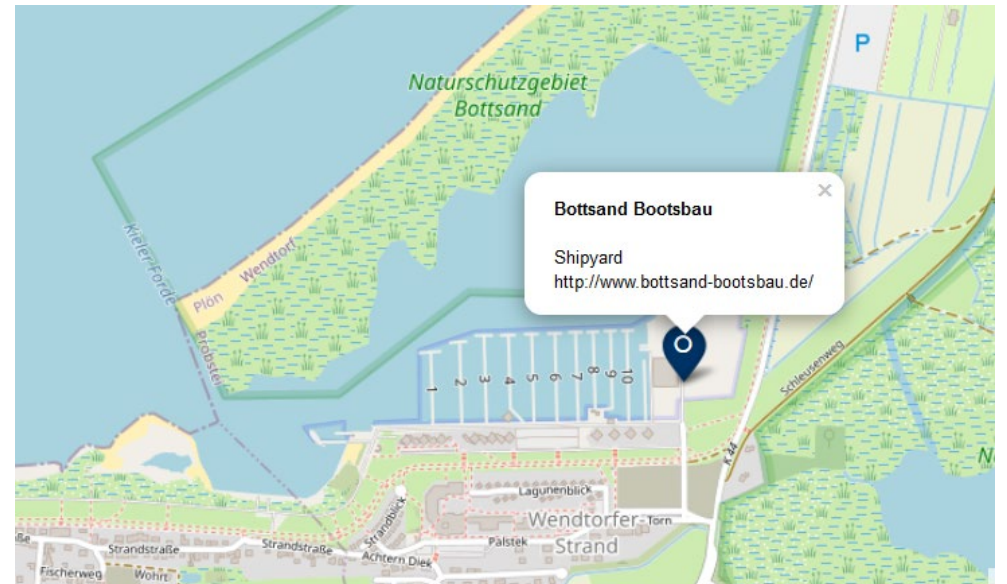 P
Naturschutzgebiet
Bottsand
×
Bottsand Bootsbau
Shipyard
http://www.bottsand-bootsbau.de/
Kieler Förde
Wendtorf
Plön
Probstei
1
2
3
4
5
6
7
8
9
10
Schleusenweg
K 44
Lagunenblick
Strandblick
Wendtorfer
Strand
Torn
Palstek
Achtern Diek
Strandstraße
Strandstraße
Fischerweg
Wohrt